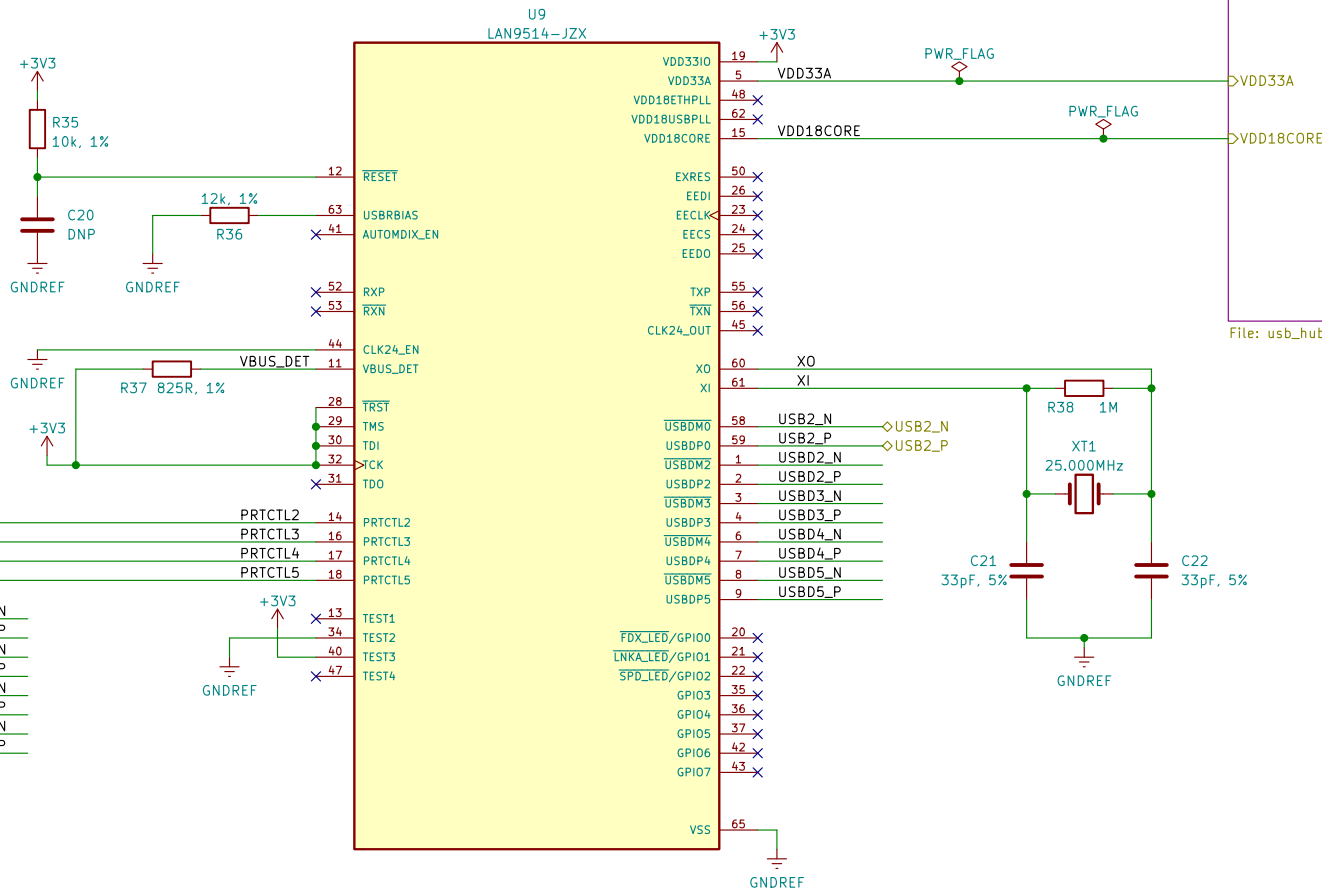 U9
LAN9514-JZX
+3V3
R35
10k, 1%
C20
DNP
GNDREF
12k, 1%
R36
GNDREF
GNDREF
R37 825R, 1%
VBUS_DET
+3V3
PRTCTL2
PRTCTL3
PRTCTL4
PRTCTL5
+3V3
GNDREF
N
P
N
P
N
P
N
P
12 RESET
63 USBRBIAS
41 AUTOMDIX_EN
52 RXP
53 RXN
44 CLK24_EN
11 VBUS_DET
28 TRST
29 TMS
30 TDI
32 TCK
31 TDO
14 PRTCTL2
16 PRTCTL3
17 PRTCTL4
18 PRTCTL5
13 TEST1
34 TEST2
40 TEST3
47 TEST4
VDD33IO 19
VDD33A 5
VDD18ETHPLL 48
VDD18USBPLL 62
VDD18CORE 15
EXRES 50
EEDI 26
EECLK 23
EECS 24
EEDO 25
TXP 55
TXN 56
CLK24_OUT 45
XO 60
XI 61
USBDM0 58
USBDP0 59
USBDM2 1
USBDP2 2
USBDM3 3
USBDP3 4
USBDM4 6
USBDP4 7
USBDM5 8
USBDP5 9
FDX_LED/GPIO0 20
LNKA_LED/GPIO1 21
SPD_LED/GPIO2 22
GPIO3 35
GPIO4 36
GPIO5 37
GPIO6 42
GPIO7 43
VSS 65
GNDREF
+3V3
VDD33A
PWR_FLAG
VDD33A
VDD18CORE
PWR_FLAG
VDD18CORE
File: usb_hub
XO
XI
R38 1M
XT1
25.000MHz
C21
33pF, 5%
C22
33pF, 5%
GNDREF
USB2_N USB2_N
USB2_P USB2_P
USBD2_N
USBD2_P
USBD3_N
USBD3_P
USBD4_N
USBD4_P
USBD5_N
USBD5_P